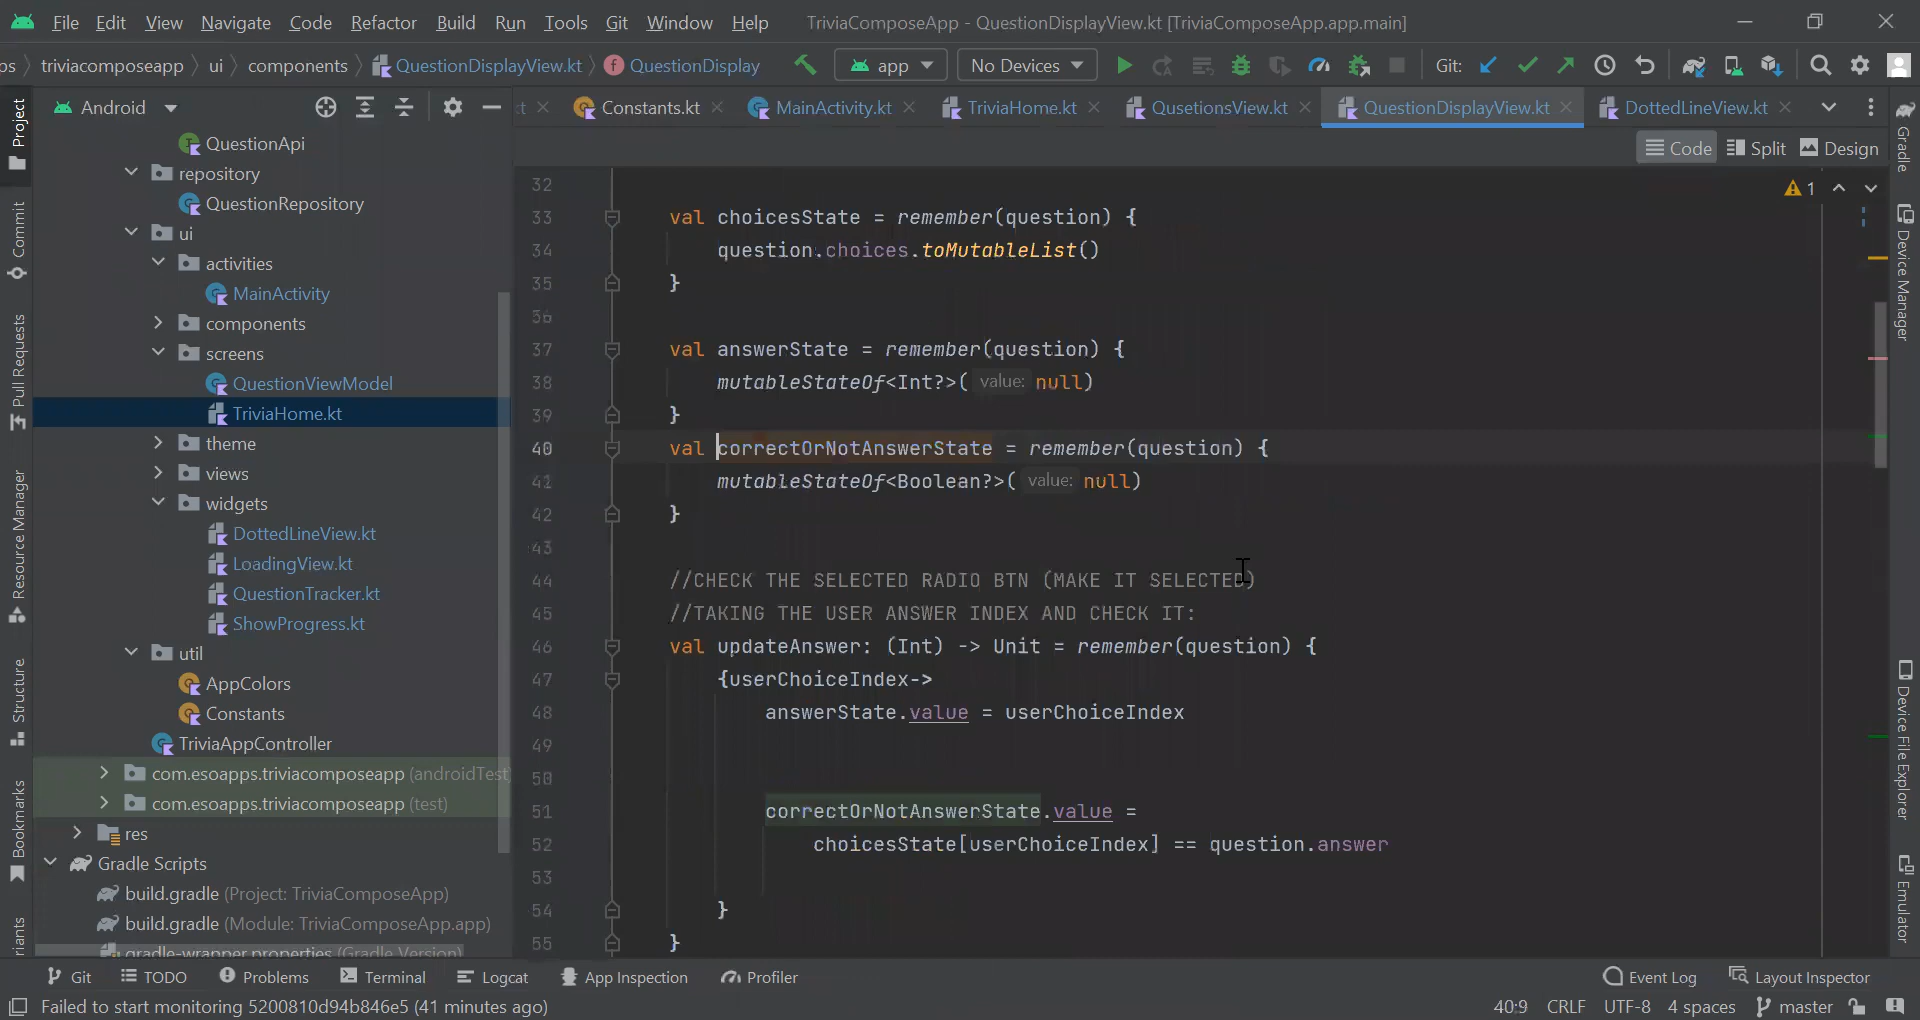 File Edit View Navigate Code Refactor Build Run Tools Git Window Help TriviaComposeApp - QuestionDisplayView.kt [TriviaComposeApp.app.main]
ps triviacomposeapp ui components QuestionDisplayView.kt QuestionDisplay app No Devices Git:
Android
Constants.kt MainActivity.kt TriviaHome.kt QusetionsView.kt QuestionDisplayView.kt DottedLineView.kt
Code Split Design
Project
Commit
Pull Requests
Resource Manager
Structure
Bookmarks
QuestionApi
repository
QuestionRepository
ui
activities
MainActivity
components
screens
QuestionViewModel
TriviaHome.kt
theme
views
widgets
DottedLineView.kt
LoadingView.kt
QuestionTracker.kt
ShowProgress.kt
util
AppColors
Constants
TriviaAppController
com.esoapps.triviacomposeapp (androidTest)
com.esoapps.triviacomposeapp (test)
res
Gradle Scripts
build.gradle (Project: TriviaComposeApp)
build.gradle (Module: TriviaComposeApp.app)
gradle-wrapper.properties (Gradle Version)
1
32
33 val choicesState = remember(question) {
34 question.choices.toMutableList()
35 }
36
37 val answerState = remember(question) {
38 mutableStateOf<Int?>( value: null)
39 }
40 val correctOrNotAnswerState = remember(question) {
41 mutableStateOf<Boolean?>( value: null)
42 }
43
44 //CHECK THE SELECTED RADIO BTN (MAKE IT SELECTED)
45 //TAKING THE USER ANSWER INDEX AND CHECK IT:
46 val updateAnswer: (Int) -> Unit = remember(question) {
47 {userChoiceIndex->
48 answerState.value = userChoiceIndex
49
50
51 correctOrNotAnswerState.value =
52 choicesState[userChoiceIndex] == question.answer
53
54 }
55 }
Gradle
Device Manager
Device File Explorer
Emulator
Git TODO Problems Terminal Logcat App Inspection Profiler Event Log Layout Inspector
Failed to start monitoring 5200810d94b846e5 (41 minutes ago) 40:9 CRLF UTF-8 4 spaces master